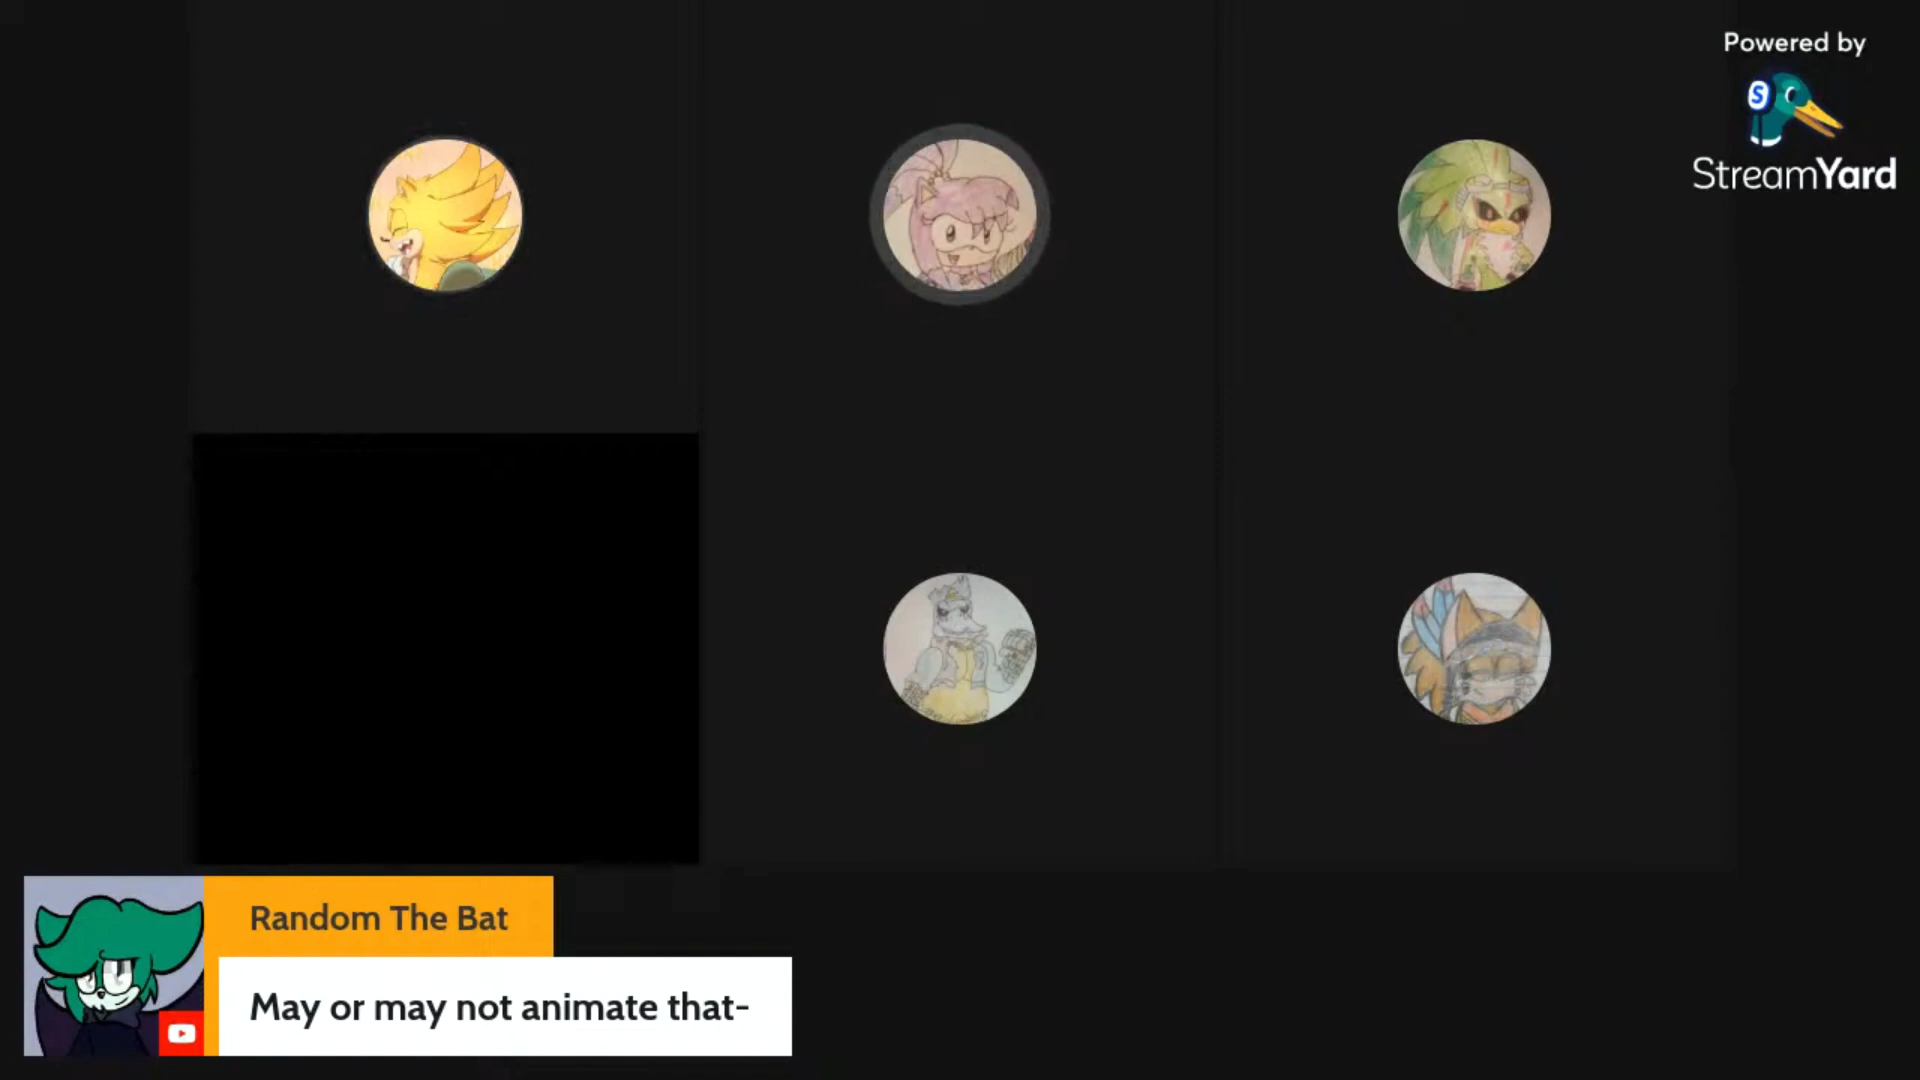 Powered by
S
StreamYard
Random The Bat
May or may not animate that-